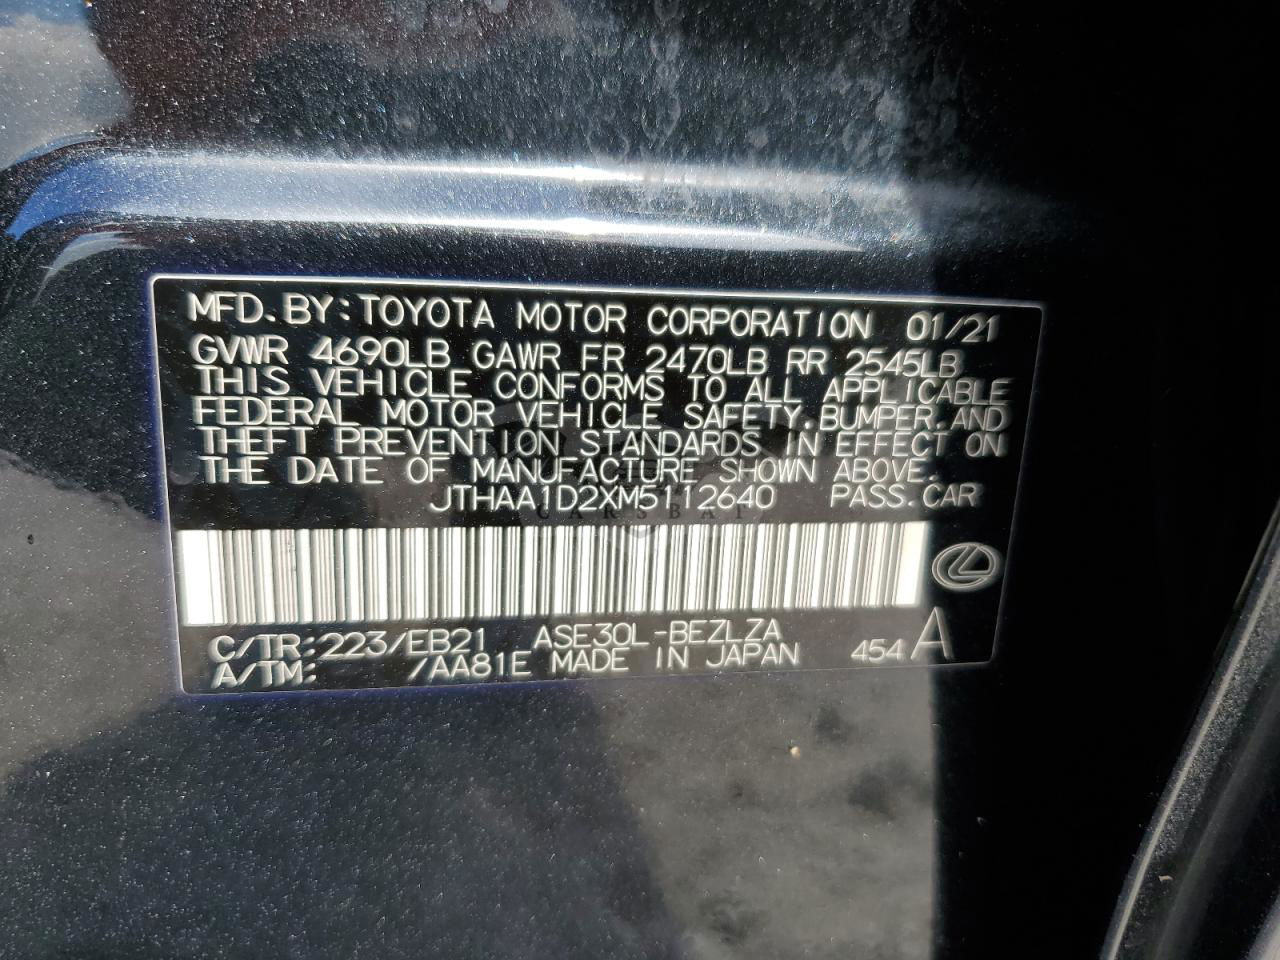 MFD. BY: TOYOTA MOTOR CORPORATION 01/21
GVWR 4690LB GAWR FR 2470LB RR 2545LB
THIS VEHICLE CONFORMS TO ALL APPLICABLE
FEDERAL MOTOR VEHICLE SAFETY, BUMPER, AND
THEFT PREVENTION STANDARDS IN EFFECT ON
THE DATE OF MANUFACTURE SHOWN ABOVE.
JTHAA1D2XM5112640 PASS. CAR
C/TR: 223/EB21 ASE30L-BEZLZA
A/TM: /AA81E MADE IN JAPAN 454 A